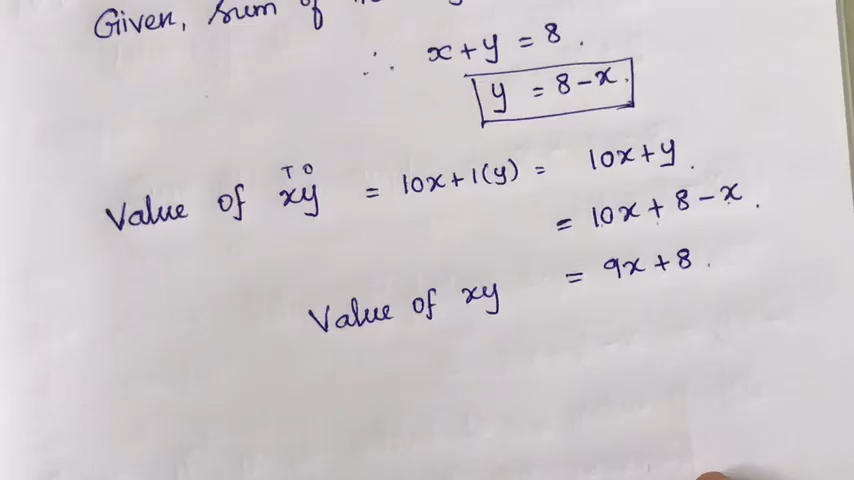 Given, Sum of
∴ x+y = 8.
y = 8-x.
T O
Value of xy = 10x+1(y) = 10x+y.
= 10x+8-x.
Value of xy = 9x+8.